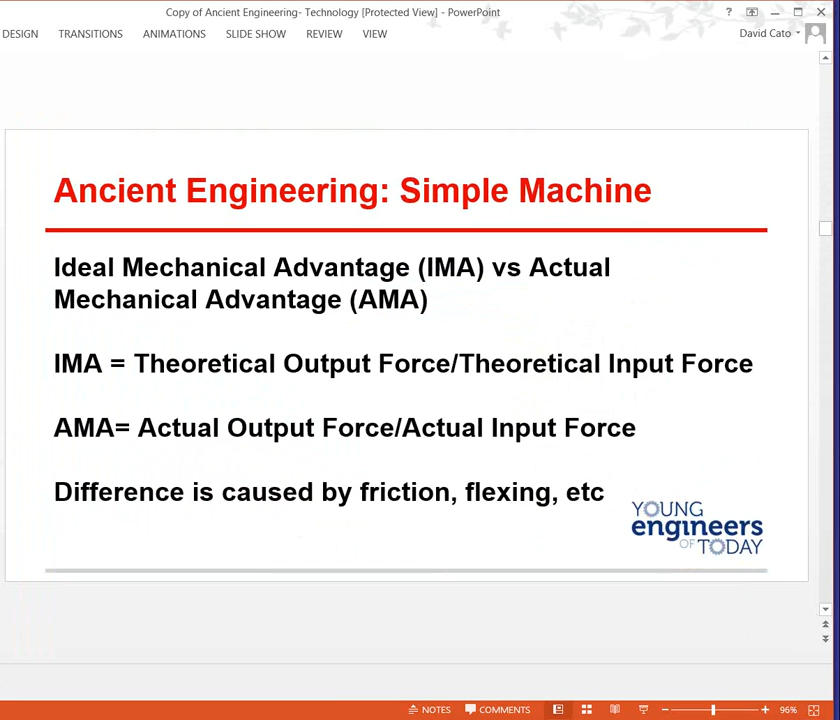 Copy of Ancient Engineering- Technology [Protected View] - PowerPoint
?
DESIGN TRANSITIONS ANIMATIONS SLIDE SHOW REVIEW VIEW
David Cato
Ancient Engineering: Simple Machine
Ideal Mechanical Advantage (IMA) vs Actual
Mechanical Advantage (AMA)
IMA = Theoretical Output Force/Theoretical Input Force
AMA= Actual Output Force/Actual Input Force
Difference is caused by friction, flexing, etc
YOUNG
engineers
OF TODAY
NOTES COMMENTS 96%